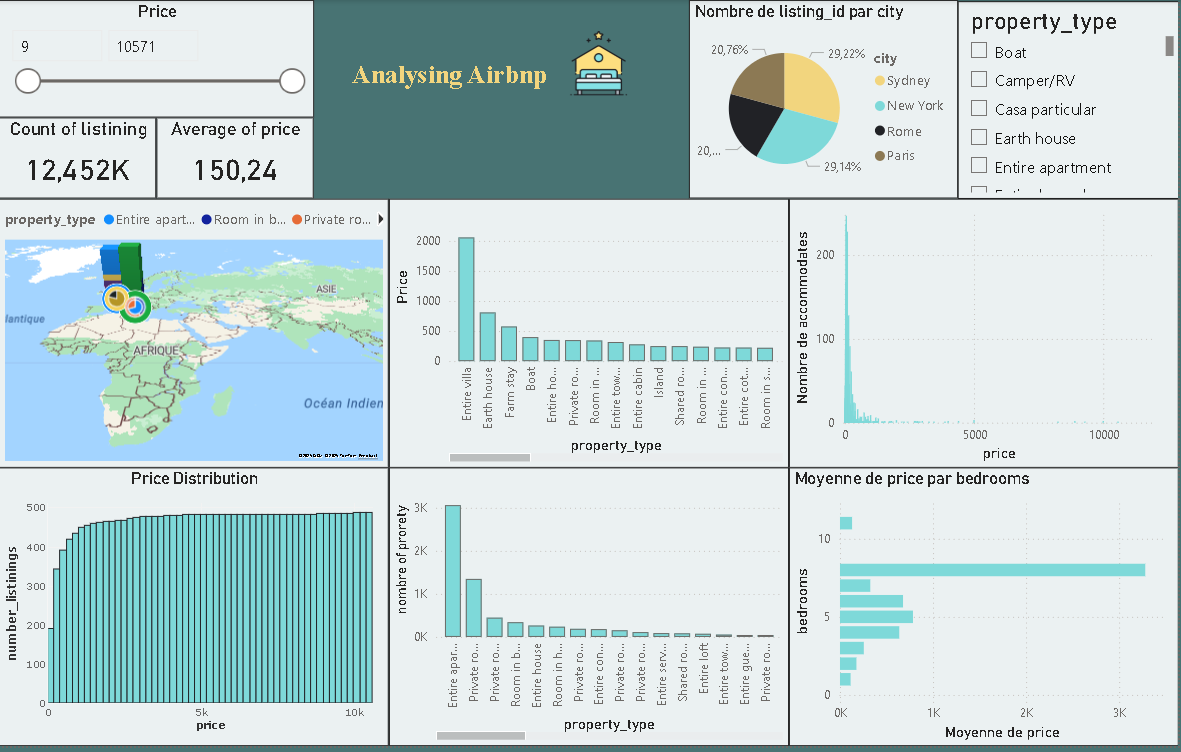 Price
9
10571
Count of listining
12,452K
Average of price
150,24
Analysing Airbnp
Nombre de listing_id par city
20,76%
29,22%
20,...
29,14%
city
Sydney
New York
Rome
Paris
property_type
Boat
Camper/RV
Casa particular
Earth house
Entire apartment
property_type
Entire apart...
Room in b...
Private ro...
ASIE
lantique
AFRIQUE
Océan Indien
Price
2000
1500
1000
500
0
Entire villa
Earth house
Farm stay
Boat
Entire ho...
Private ro...
Room in ...
Entire tow...
Entire cabin
Island
Shared ro...
Room in ...
Entire con...
Entire cot...
Room in s...
property_type
Nombre de accommodates
200
100
0
0
5000
10000
price
Price Distribution
number_listinings
500
400
300
200
100
0
0
5k
10k
price
nombre of prorety
3K
2K
1K
0K
Entire apar...
Private ro...
Private ro...
Room in b...
Entire house
Room in h...
Private ro...
Entire con...
Private ro...
Private ro...
Entire serv...
Shared ro...
Entire loft
Entire tow...
Entire gue...
Private ro...
property_type
Moyenne de price par bedrooms
bedrooms
10
5
0
0K
1K
2K
3K
Moyenne de price